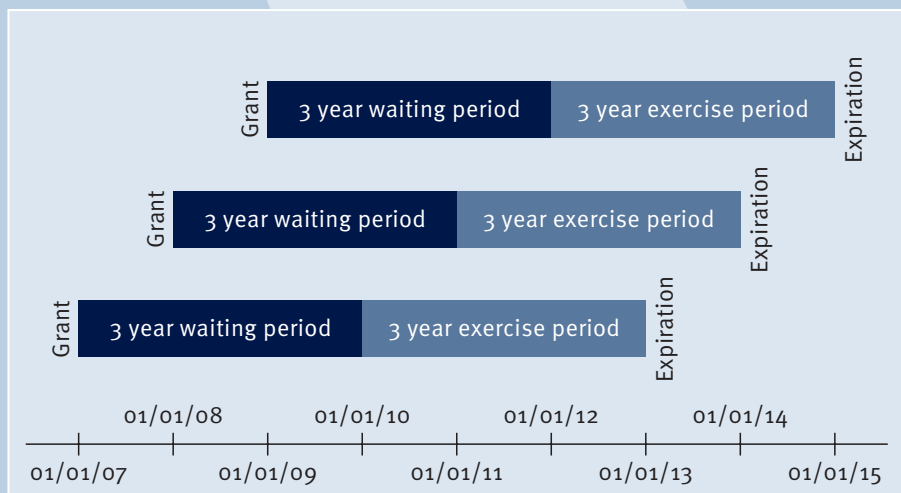 Grant
3 year waiting period
3 year exercise period
Expiration
Grant
3 year waiting period
3 year exercise period
Expiration
Grant
3 year waiting period
3 year exercise period
Expiration
01/01/08 01/01/10 01/01/12 01/01/14
01/01/07 01/01/09 01/01/11 01/01/13 01/01/15